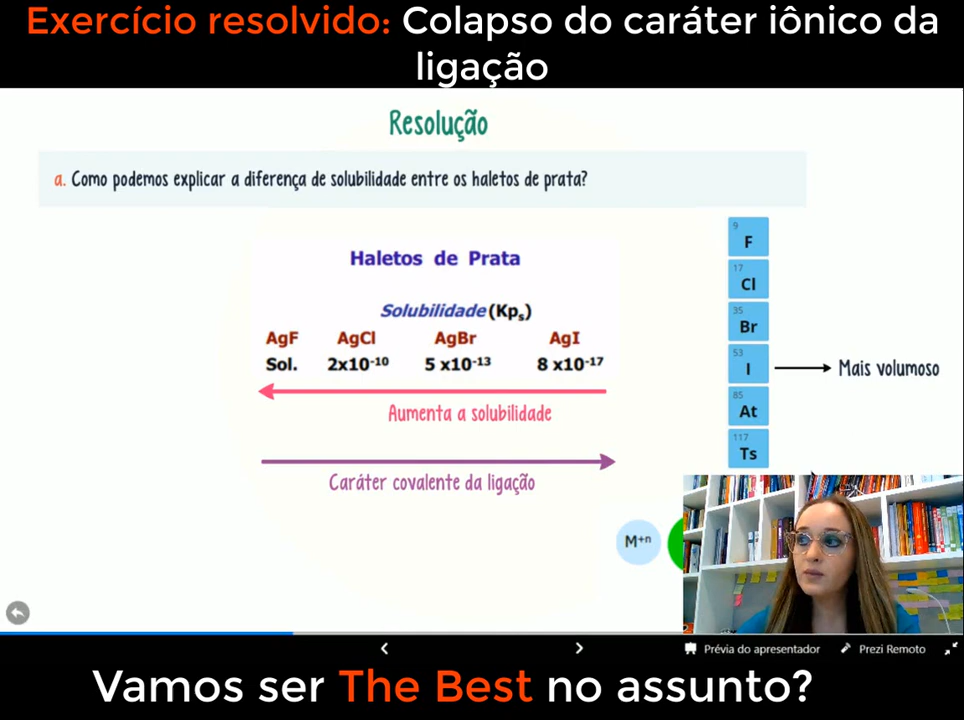 Exercício resolvido: Colapso do caráter iônico da
ligação
Resolução
a. Como podemos explicar a diferença de solubilidade entre os haletos de prata?
Haletos de Prata
Solubilidade (Kps)
AgF AgCl AgBr AgI
Sol. 2x10⁻¹⁰ 5 x10⁻¹³ 8 x10⁻¹⁷
Aumenta a solubilidade
Caráter covalente da ligação
9
F
17
Cl
35
Br
53
I
Mais volumoso
85
At
117
Ts
M⁺ⁿ
Prévia do apresentador
Prezi Remoto
Vamos ser The Best no assunto?